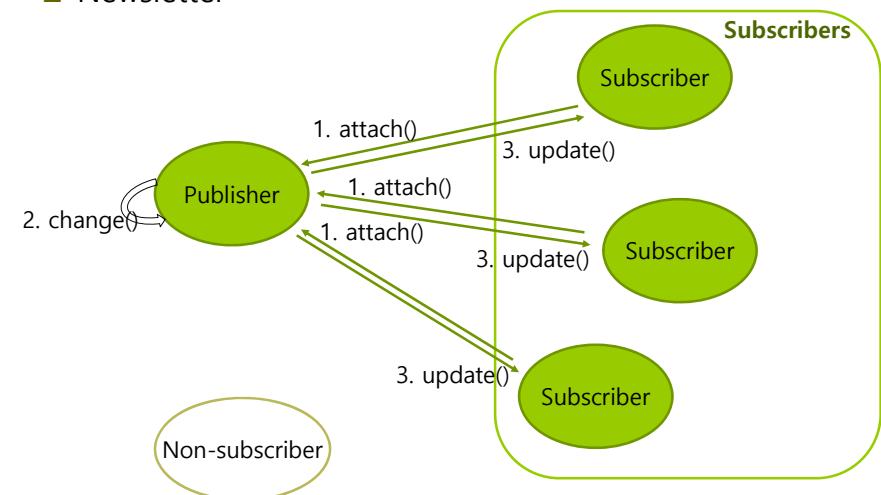 Newsletter
Subscribers
Subscriber
1. attach()
3. update()
Publisher
1. attach()
2. change()
1. attach()
3. update()
Subscriber
3. update()
Subscriber
Non-subscriber